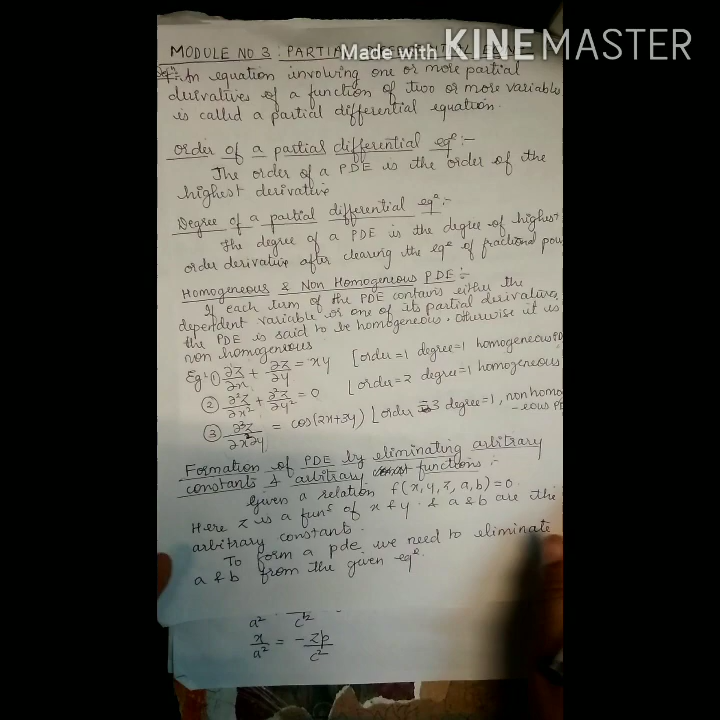 Made with KINEMASTER
MODULE NO 3. PARTIAL DIFFERENTIAL EQNS
Defⁿ: An equation involving one or more partial
derivatives of a function of two or more variable
is called a partial differential equation.
Order of a partial differential eqⁿ:-
The order of a PDE is the order of the
highest derivative
Degree of a partial differential eqⁿ:-
The degree of a PDE is the degree of highest
order derivative after clearing the eqⁿ of fractional pow
Homogeneous & Non Homogeneous PDE:-
If each term of the PDE contains either the
dependent variable or one of its partial derivatives,
the PDE is said to be homogeneous. Otherwise it is
non homogeneous
Eg:- ① ∂z/∂x + ∂z/∂y = xy [order=1 degree=1 homogeneous
② ∂²z/∂x² + ∂²z/∂y² = 0 [order=2 degree=1 homogeneous
③ ∂³z/∂x²∂y = cos(2x+3y) [order=3 degree=1, non homo
-eous PD
Formation of PDE by eliminating arbitrary
constants & arbitrary functions:-
Given a relation f(x,y,z,a,b)=0.
Here z is a funⁿ of x & y. & a & b are the
arbitrary constants.
To form a pde we need to eliminate
a & b from the given eqⁿ.
a² c²
x/a² = -zp/c²